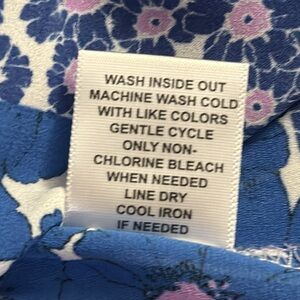 WASH INSIDE OUT
MACHINE WASH COLD
WITH LIKE COLORS
GENTLE CYCLE
ONLY NON-
CHLORINE BLEACH
WHEN NEEDED
LINE DRY
COOL IRON
IF NEEDED